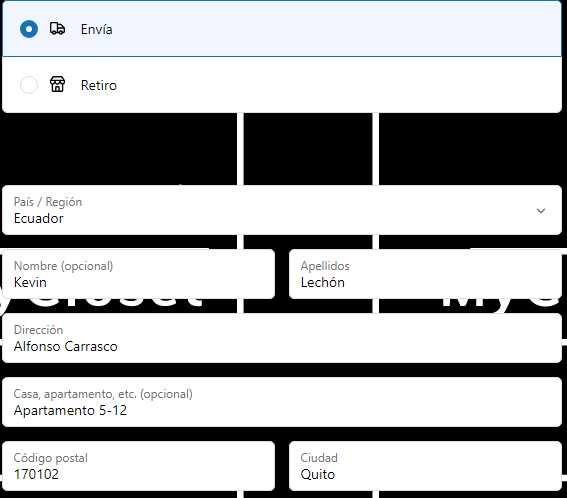 Envía
Retiro
País / Región
Ecuador
Nombre (opcional)
Kevin
Apellidos
Lechón
Dirección
Alfonso Carrasco
Casa, apartamento, etc. (opcional)
Apartamento 5-12
Código postal
170102
Ciudad
Quito